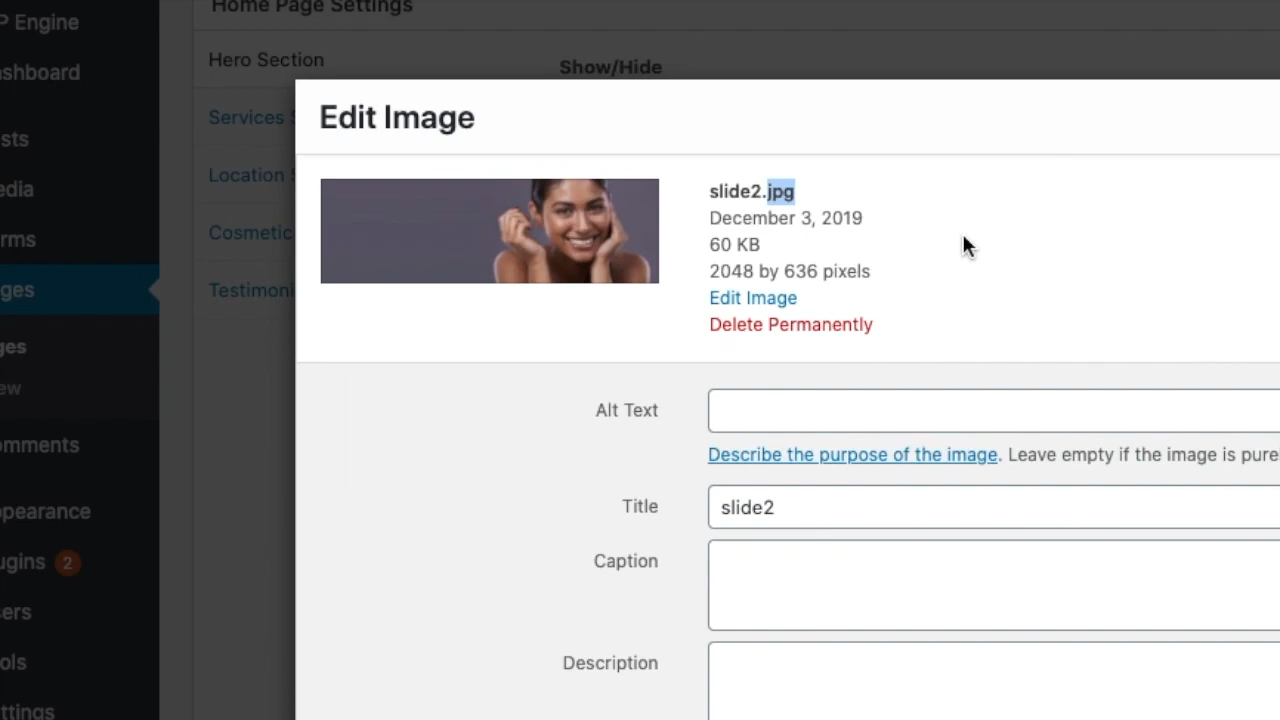 Home Page Settings
P Engine
Hero Section
Show/Hide
ashboard
Edit Image
Services
sts
Location S
edia
slide2.jpg
December 3, 2019
60 KB
2048 by 636 pixels
Edit Image
Delete Permanently
rms
Cosmetic
ges
Testimoni
ges
ew
Alt Text
omments
Describe the purpose of the image. Leave empty if the image is pure
Title
slide2
ppearance
Caption
ugins 2
sers
ols
Description
ttings